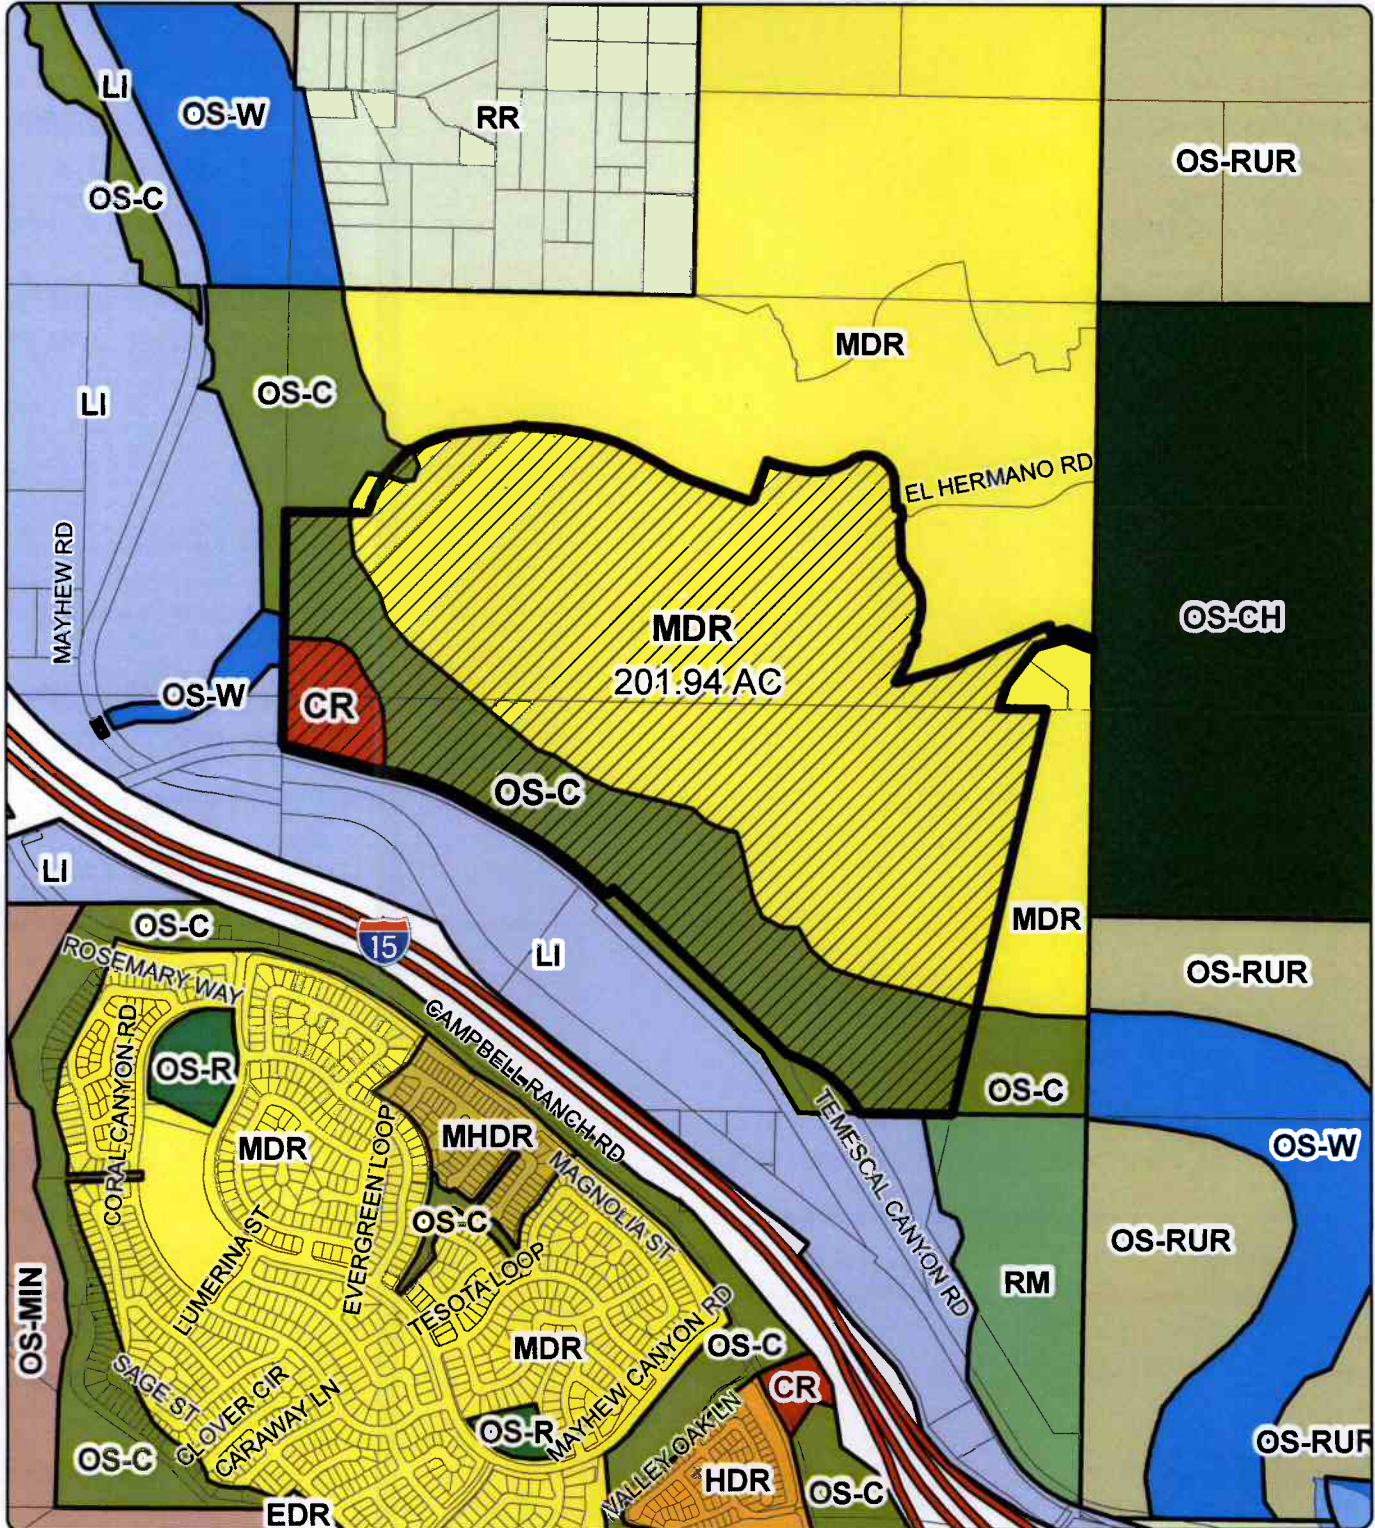 LI
OS-W
RR
OS-RUR
OS-C
MDR
OS-C
LI
EL HERMANO RD
MAYHEW RD
MDR
201.94 AC
OS-CH
OS-W
CR
OS-C
LI
OS-C
ROSEMARY WAY
15
LI
MDR
OS-RUR
CORAL CANYON RD
OS-R
CAMPBELL RANCH RD
OS-C
MDR
EVERGREEN LOOP
MHDR
MAGNOLIA ST
TEMESCAL CANYON RD
OS-W
OS-C
LUMERINA ST
TESOTA LOOP
OS-RUR
RM
OS-MIN
MDR
MAYHEW CANYON RD
OS-C
SAGE ST
CLOVER CIR
CARAWAY LN
CR
OS-C
OS-R
VALLEY OAK LN
HDR
OS-C
OS-RUR
EDR